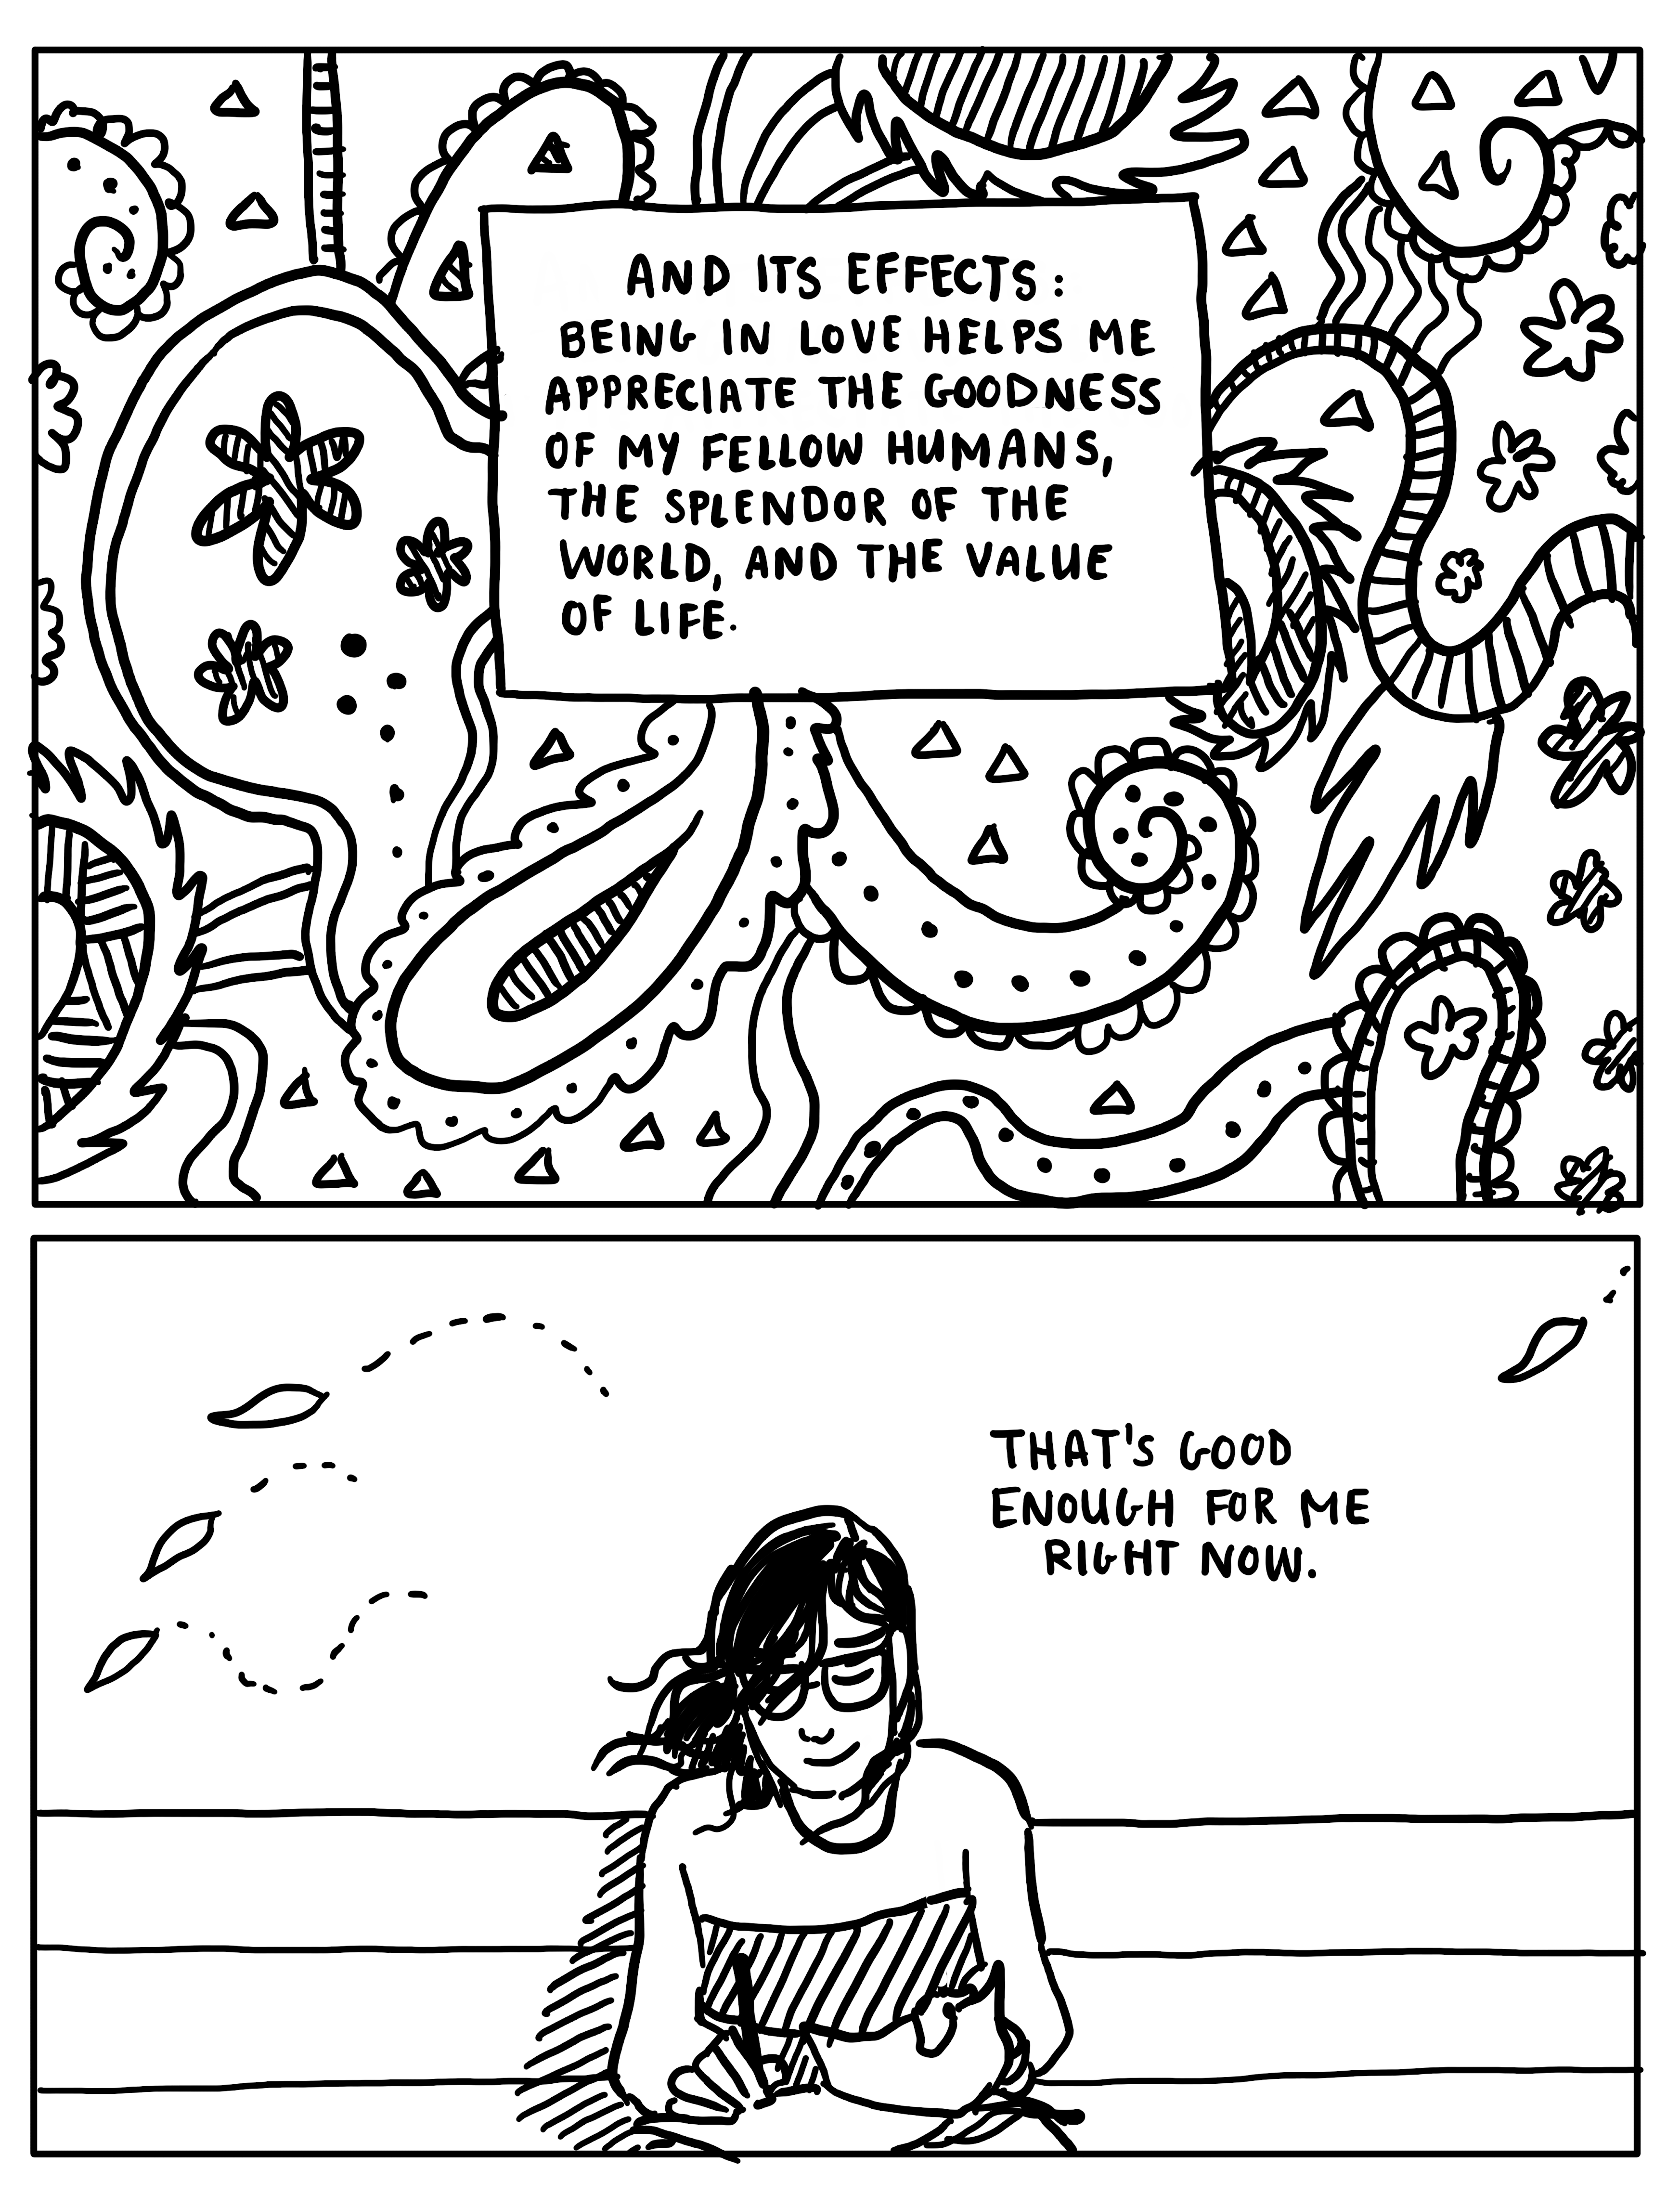 AND ITS EFFECTS:
BEING IN LOVE HELPS ME
APPRECIATE THE GOODNESS
OF MY FELLOW HUMANS,
THE SPLENDOR OF THE
WORLD, AND THE VALUE
OF LIFE.
THAT'S GOOD
ENOUGH FOR ME
RIGHT NOW.